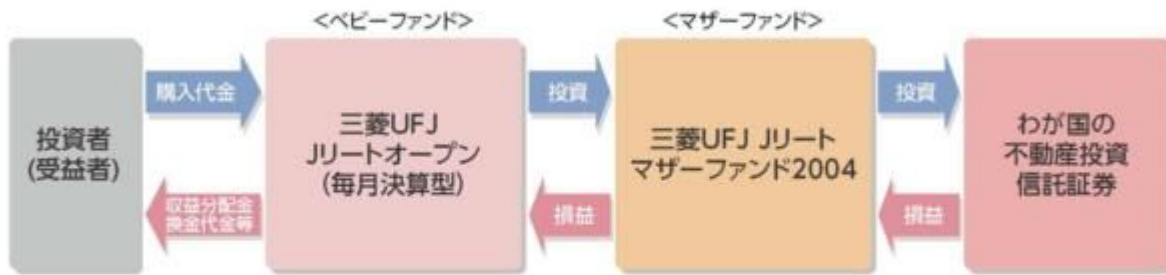 <ベビーファンド>
<マザーファンド>
投資者
(受益者)
購入代金
収益分配金
換金代金等
三菱UFJ
Jリートオープン
(毎月決算型)
投資
損益
三菱UFJ Jリート
マザーファンド2004
投資
損益
わが国の
不動産投資
信託証券